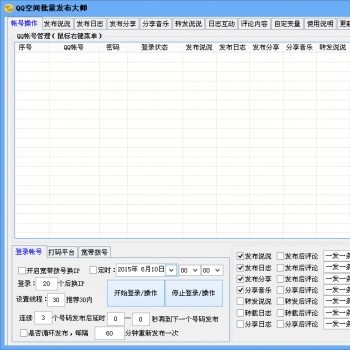 QQ空间批量发布大师
帐号操作 发布说说 发布日志 发布分享 分享音乐 转发说说 日志互动 评论内容 自定变量 使用说明 更新
QQ帐号管理(鼠标右键菜单)
序号 QQ帐号 密码 登录状态 发布说说 发布日志 发布分享 分享音乐 转发说说
登录帐号 打码平台 宽带拨号
开启宽带拨号换IP 定时: 2015年 6月10日 00 00
登录: 20 个后换IP
设置线程: 30 推荐30内
开始登录/操作 停止登录/操作
连续 3 个号码发布后延时 0 — 0 秒再到下一个号码发布
是否循环发布，每隔 60 分钟重新发布一次
发布说说 发布后评论 一发一条
发布日志 发布后评论 一发一条
发布分享 发布后评论 一发一条
分享音乐 分享后评论 一发一条
转发说说 发布后评论 一发一条
转载日志 转载后评论
分享日志 分享后评论